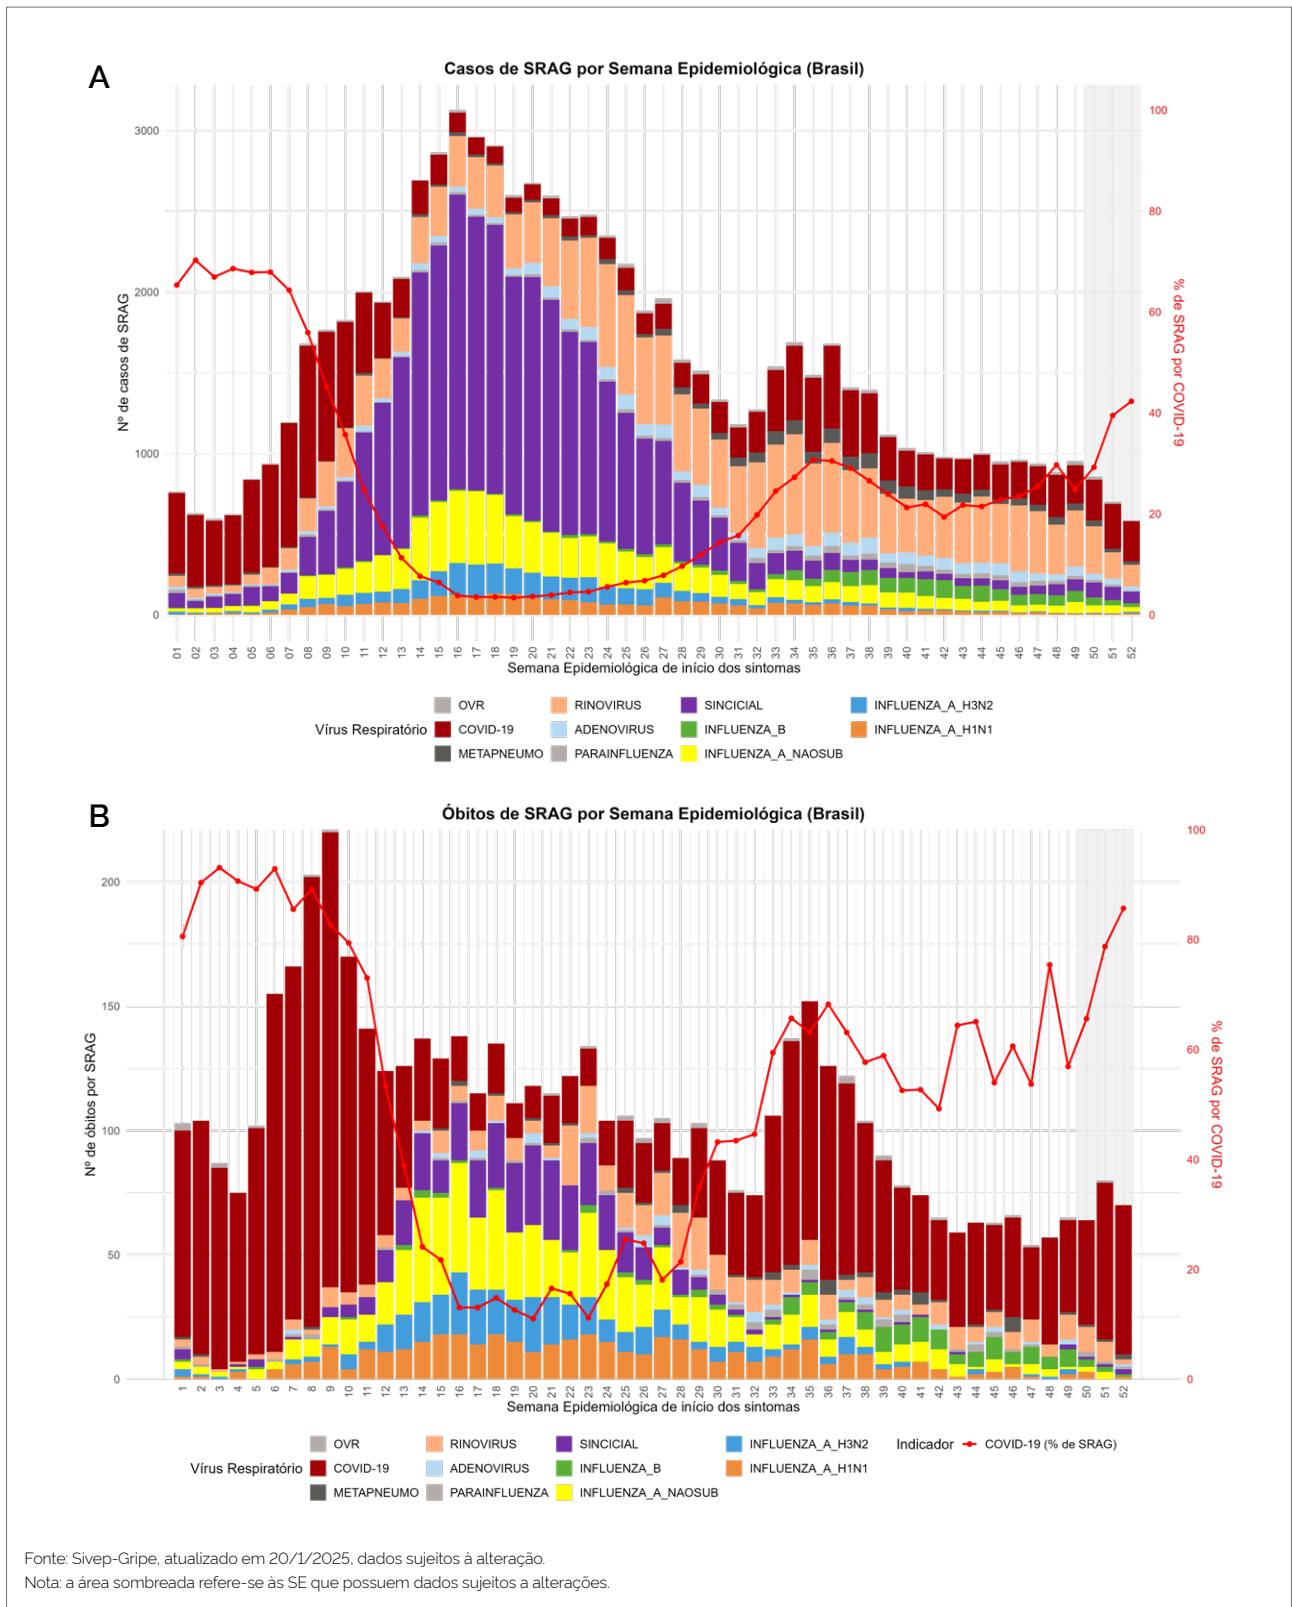 A
Casos de SRAG por Semana Epidemiológica (Brasil)
Nº de casos de SRAG
3000
2000
1000
0
100
80
60
40
20
0
% de SRAG por COVID-19
01 02 03 04 05 06 07 08 09 10 11 12 13 14 15 16 17 18 19 20 21 22 23 24 25 26 27 28 29 30 31 32 33 34 35 36 37 38 39 40 41 42 43 44 45 46 47 48 49 50 51 52
Semana Epidemiológica de início dos sintomas
Vírus Respiratório
OVR RINOVIRUS SINCICIAL INFLUENZA_A_H3N2
COVID-19 ADENOVIRUS INFLUENZA_B INFLUENZA_A_H1N1
METAPNEUMO PARAINFLUENZA INFLUENZA_A_NAOSUB
B
Óbitos de SRAG por Semana Epidemiológica (Brasil)
Nº de óbitos por SRAG
200
150
100
50
0
100
80
60
40
20
0
% de SRAG por COVID-19
1 2 3 4 5 6 7 8 9 10 11 12 13 14 15 16 17 18 19 20 21 22 23 24 25 26 27 28 29 30 31 32 33 34 35 36 37 38 39 40 41 42 43 44 45 46 47 48 49 50 51 52
Semana Epidemiológica de início dos sintomas
Vírus Respiratório
OVR RINOVIRUS SINCICIAL INFLUENZA_A_H3N2 Indicador COVID-19 (% de SRAG)
COVID-19 ADENOVIRUS INFLUENZA_B INFLUENZA_A_H1N1
METAPNEUMO PARAINFLUENZA INFLUENZA_A_NAOSUB
Fonte: Sivep-Gripe, atualizado em 20/1/2025, dados sujeitos à alteração.
Nota: a área sombreada refere-se às SE que possuem dados sujeitos a alterações.